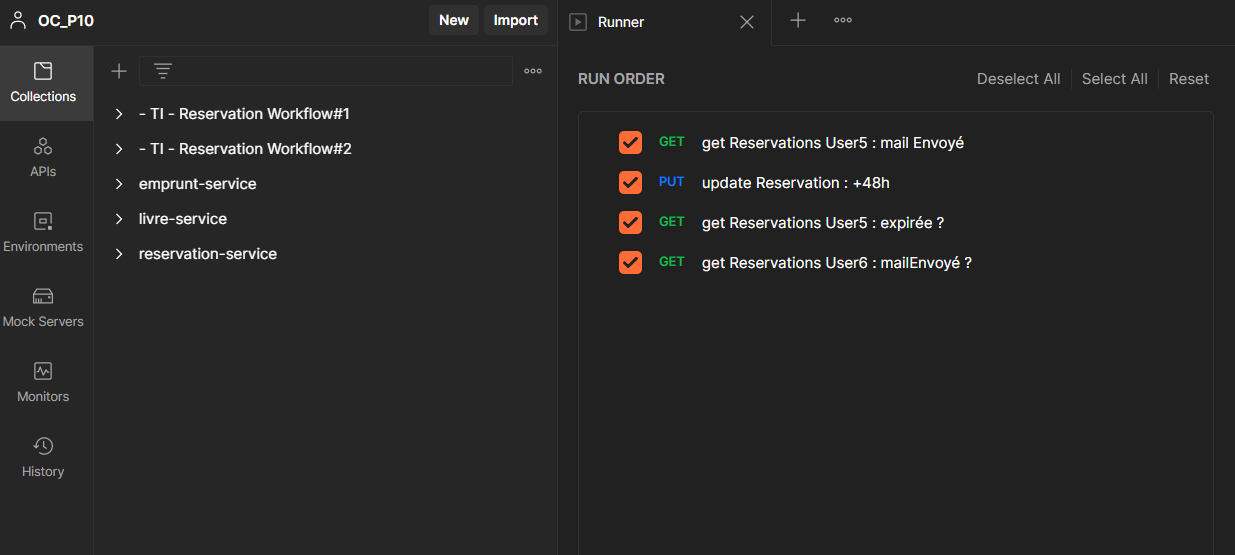 OC_P10
New
Import
Collections
APIs
Environments
Mock Servers
Monitors
History
- TI - Reservation Workflow#1
- TI - Reservation Workflow#2
emprunt-service
livre-service
reservation-service
Runner
RUN ORDER
Deselect All
Select All
Reset
GET get Reservations User5 : mail Envoyé
PUT update Reservation : +48h
GET get Reservations User5 : expirée ?
GET get Reservations User6 : mailEnvoyé ?